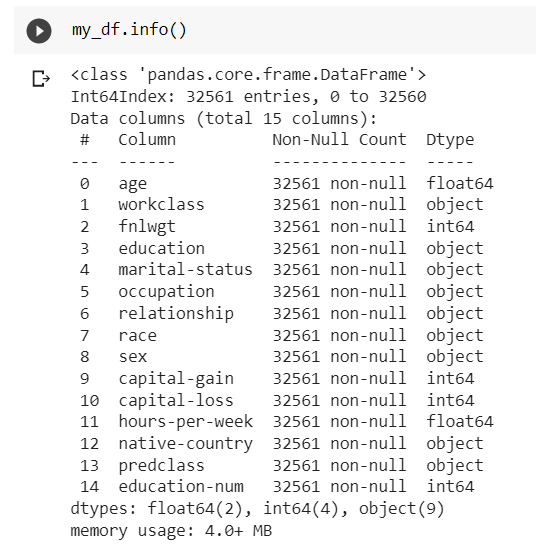 my_df.info()
<class 'pandas.core.frame.DataFrame'>
Int64Index: 32561 entries, 0 to 32560
Data columns (total 15 columns):
 #   Column          Non-Null Count  Dtype
---  ------          --------------  -----
 0   age             32561 non-null  float64
 1   workclass       32561 non-null  object
 2   fnlwgt          32561 non-null  int64
 3   education       32561 non-null  object
 4   marital-status  32561 non-null  object
 5   occupation      32561 non-null  object
 6   relationship    32561 non-null  object
 7   race            32561 non-null  object
 8   sex             32561 non-null  object
 9   capital-gain    32561 non-null  int64
 10  capital-loss    32561 non-null  int64
 11  hours-per-week  32561 non-null  float64
 12  native-country  32561 non-null  object
 13  predclass       32561 non-null  object
 14  education-num   32561 non-null  int64
dtypes: float64(2), int64(4), object(9)
memory usage: 4.0+ MB